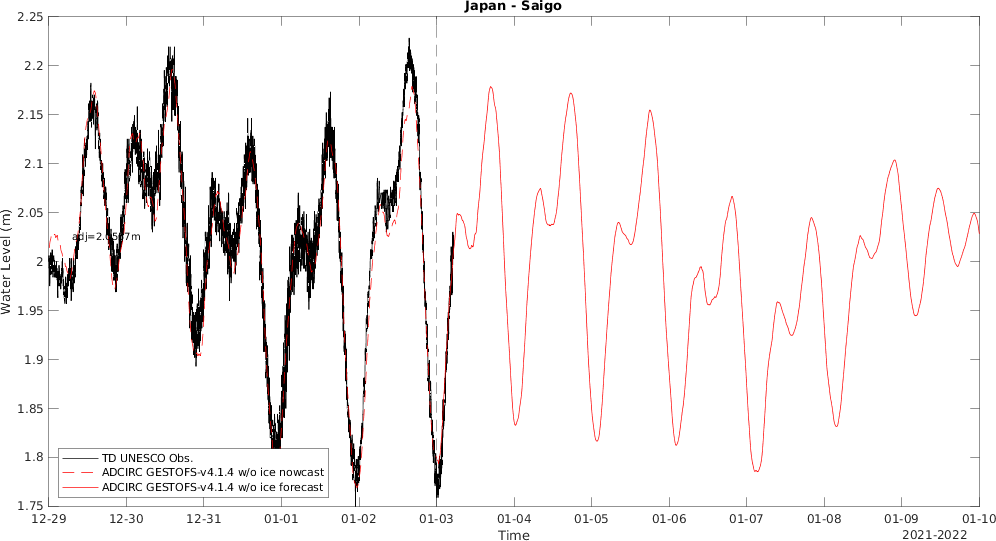 Japan - Saigo
2.25
2.2
2.15
2.1
2.05
2
1.95
1.9
1.85
1.8
1.75
Water Level (m)
TD UNESCO Obs.
ADCIRC GESTOFS-v4.1.4 w/o ice nowcast
ADCIRC GESTOFS-v4.1.4 w/o ice forecast
12-29 12-30 12-31 01-01 01-02 01-03 01-04 01-05 01-06 01-07 01-08 01-09 01-10
Time
2021-2022